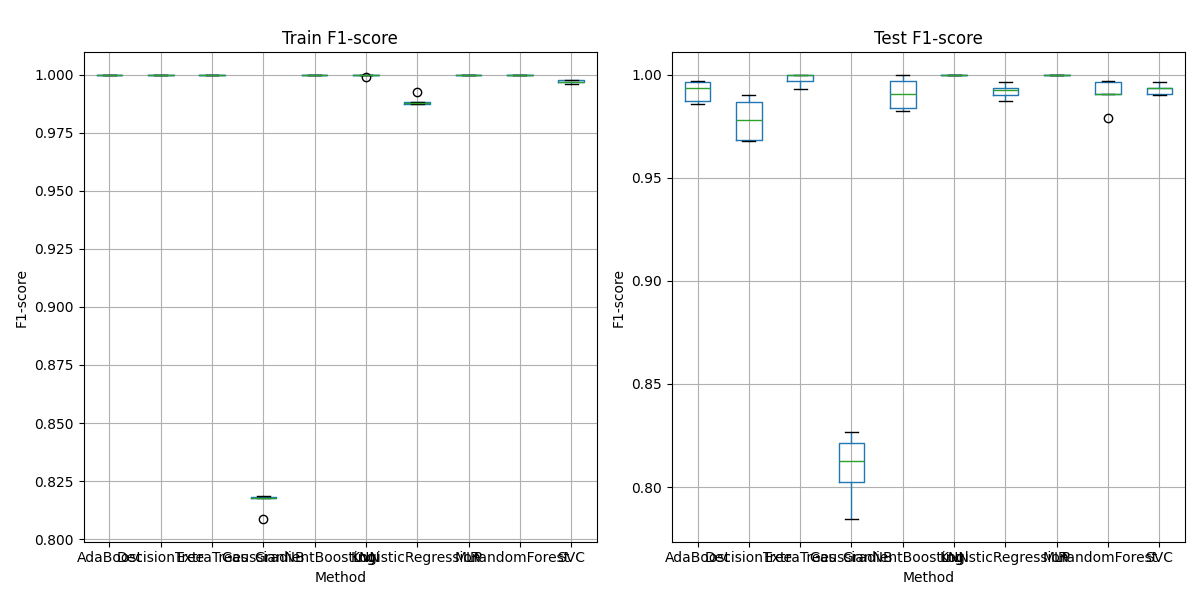 Train F1-score
F1-score
1.000
0.975
0.950
0.925
0.900
0.875
0.850
0.825
0.800
AdaBoost DecisionTree ExtraTrees GaussianNB GradientBoosting KNN LogisticRegression MLP RandomForest SVC
Method
Test F1-score
F1-score
1.00
0.95
0.90
0.85
0.80
AdaBoost DecisionTree ExtraTrees GaussianNB GradientBoosting KNN LogisticRegression MLP RandomForest SVC
Method